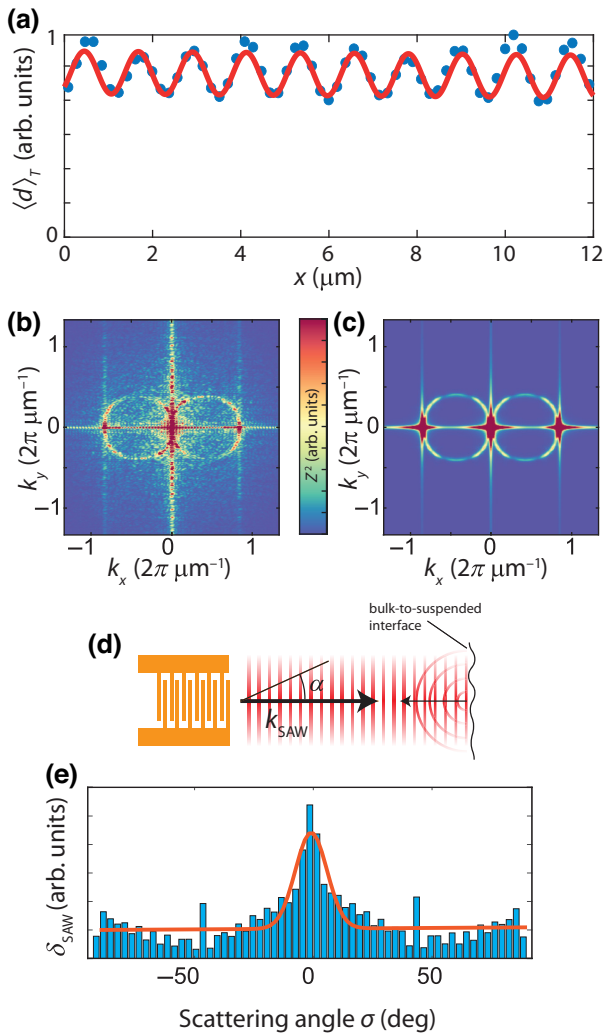 (a)
⟨d⟩T (arb. units)
1
0
0 2 4 6 8 10 12
x (μm)
(b)
ky (2π μm⁻¹)
1
0
−1
−1 0 1
kx (2π μm⁻¹)
Z² (arb. units)
(c)
ky (2π μm⁻¹)
1
0
−1
−1 0 1
kx (2π μm⁻¹)
bulk-to-suspended
interface
(d)
α
kSAW
(e)
δSAW (arb. units)
−50 0 50
Scattering angle σ (deg)